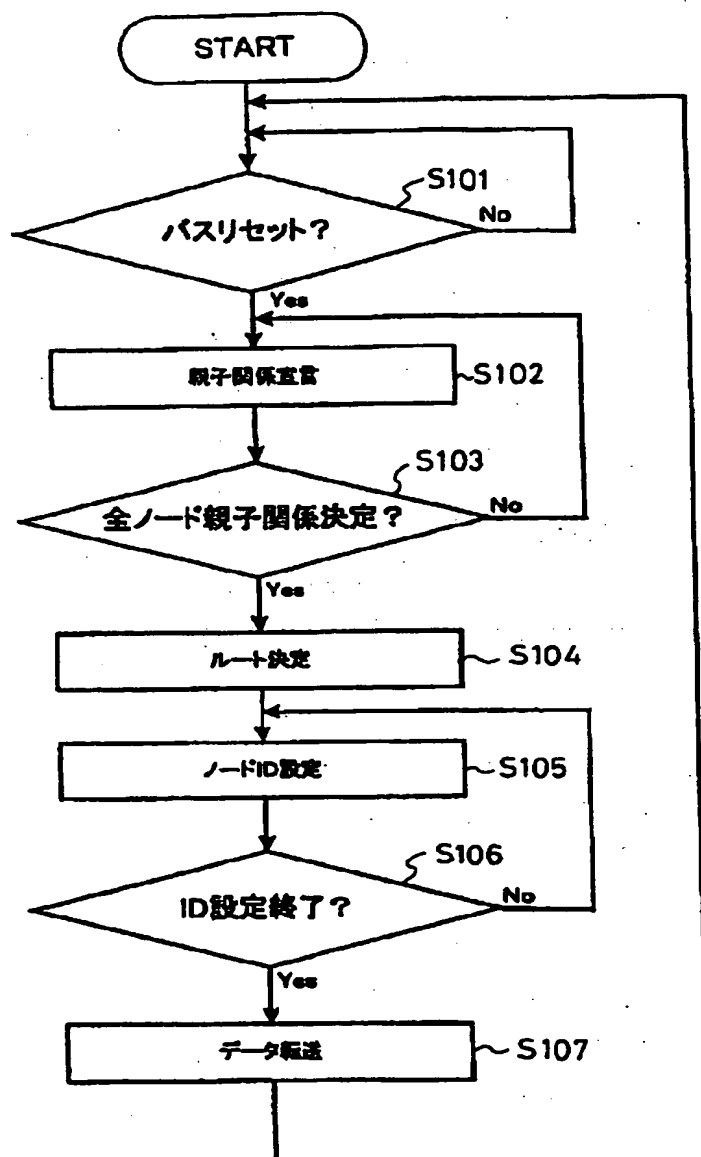 START
S101
バスリセット?
No
Yes
親子関係宣言
S102
S103
全ノード親子関係決定?
No
Yes
ルート決定
S104
ノードID設定
S105
S106
ID設定終了?
No
Yes
データ転送
S107